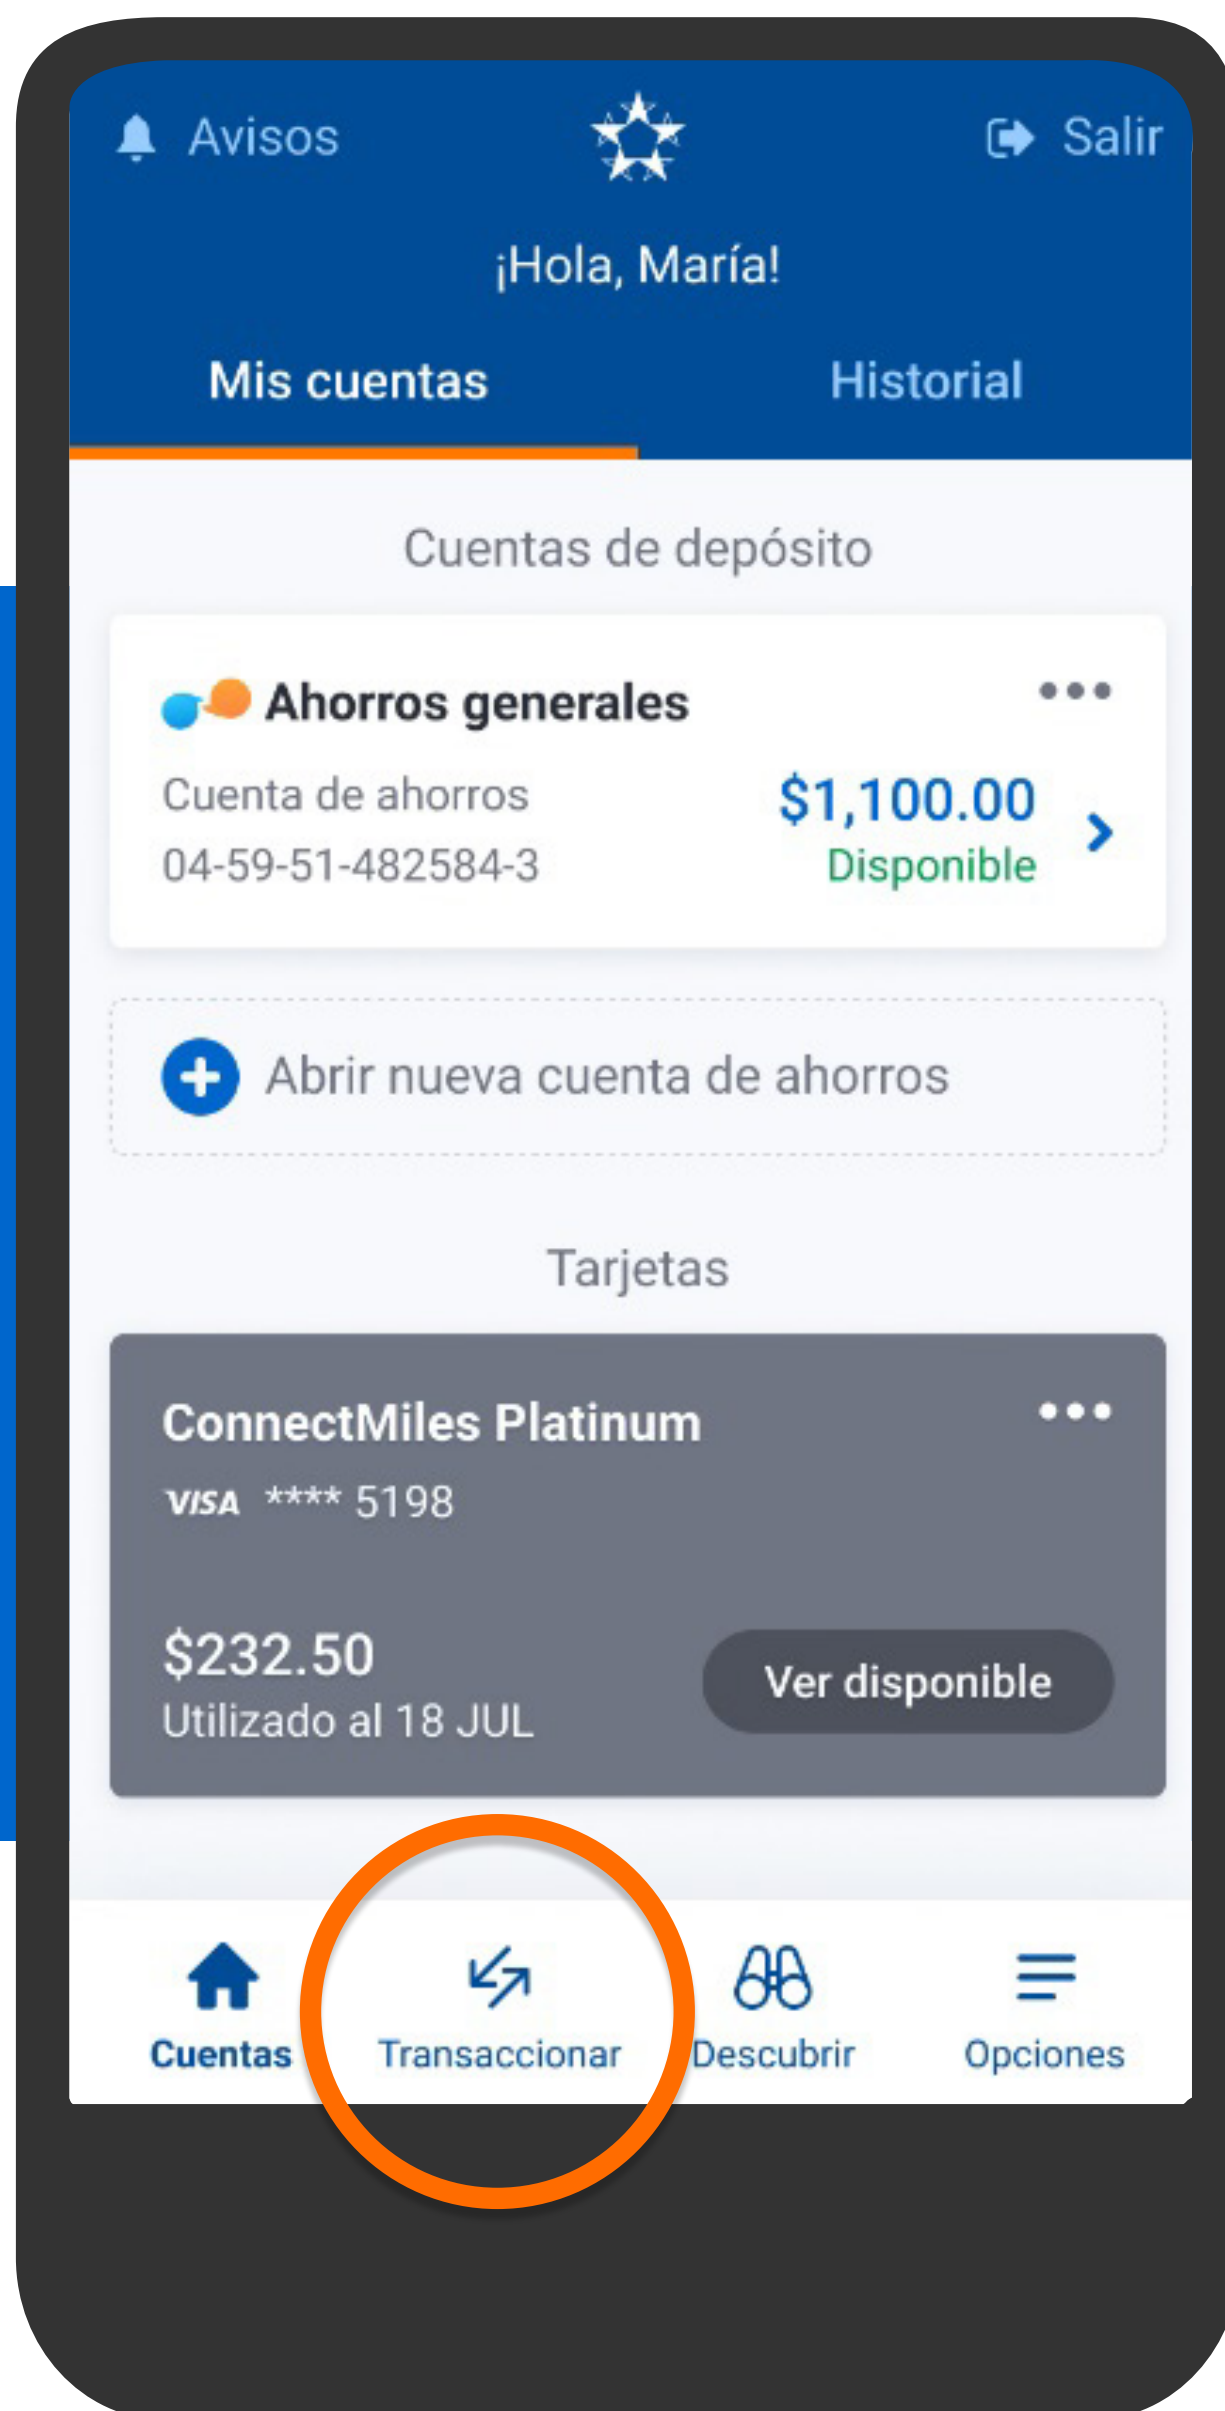 Avisos
Salir
¡Hola, María!
Mis cuentas
Historial
Cuentas de depósito
Ahorros generales
Cuenta de ahorros
$1,100.00
04-59-51-482584-3
Disponible
Abrir nueva cuenta de ahorros
Tarjetas
ConnectMiles Platinum
VISA **** 5198
$232.50
Ver disponible
Utilizado al 18 JUL
Cuentas
Transaccionar
Descubrir
Opciones